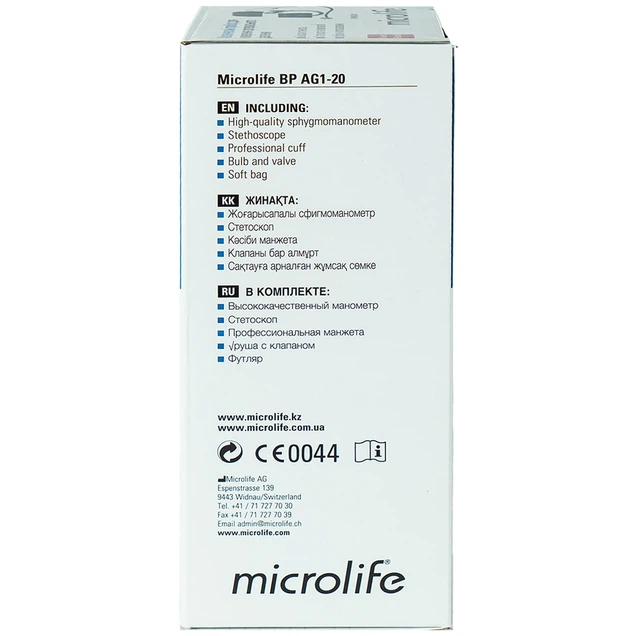 microlife
Microlife BP AG1-20
EN INCLUDING:
High-quality sphygmomanometer
Stethoscope
Professional cuff
Bulb and valve
Soft bag
KK ЖИНАҚТА:
Жоғарысапалы сфигмоманометр
Стетоскоп
Кәсіби манжета
Клапаны бар алмұрт
Сақтауға арналған жұмсақ сөмке
RU В КОМПЛЕКТЕ:
Высококачественный манометр
Стетоскоп
Профессиональная манжета
√руша с клапаном
Футляр
www.microlife.kz
www.microlife.com.ua
CE0044
Microlife AG
Espenstrasse 139
9443 Widnau/Switzerland
Tel. +41 / 71 727 70 30
Fax +41 / 71 727 70 39
Email admin@microlife.ch
www.microlife.com
microlife®